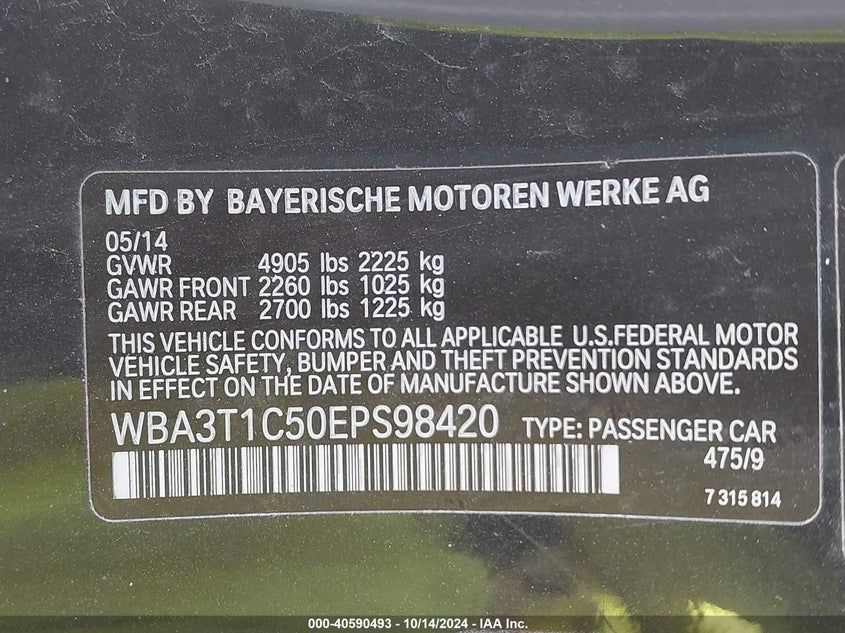 MFD BY BAYERISCHE MOTOREN WERKE AG
05/14
GVWR 4905 lbs 2225 kg
GAWR FRONT 2260 lbs 1025 kg
GAWR REAR 2700 lbs 1225 kg
THIS VEHICLE CONFORMS TO ALL APPLICABLE U.S.FEDERAL MOTOR
VEHICLE SAFETY, BUMPER AND THEFT PREVENTION STANDARDS
IN EFFECT ON THE DATE OF MANUFACTURE SHOWN ABOVE.
WBA3T1C50EPS98420 TYPE: PASSENGER CAR
475/9
7 315 814
000-40590493 - 10/14/2024 - IAA Inc.